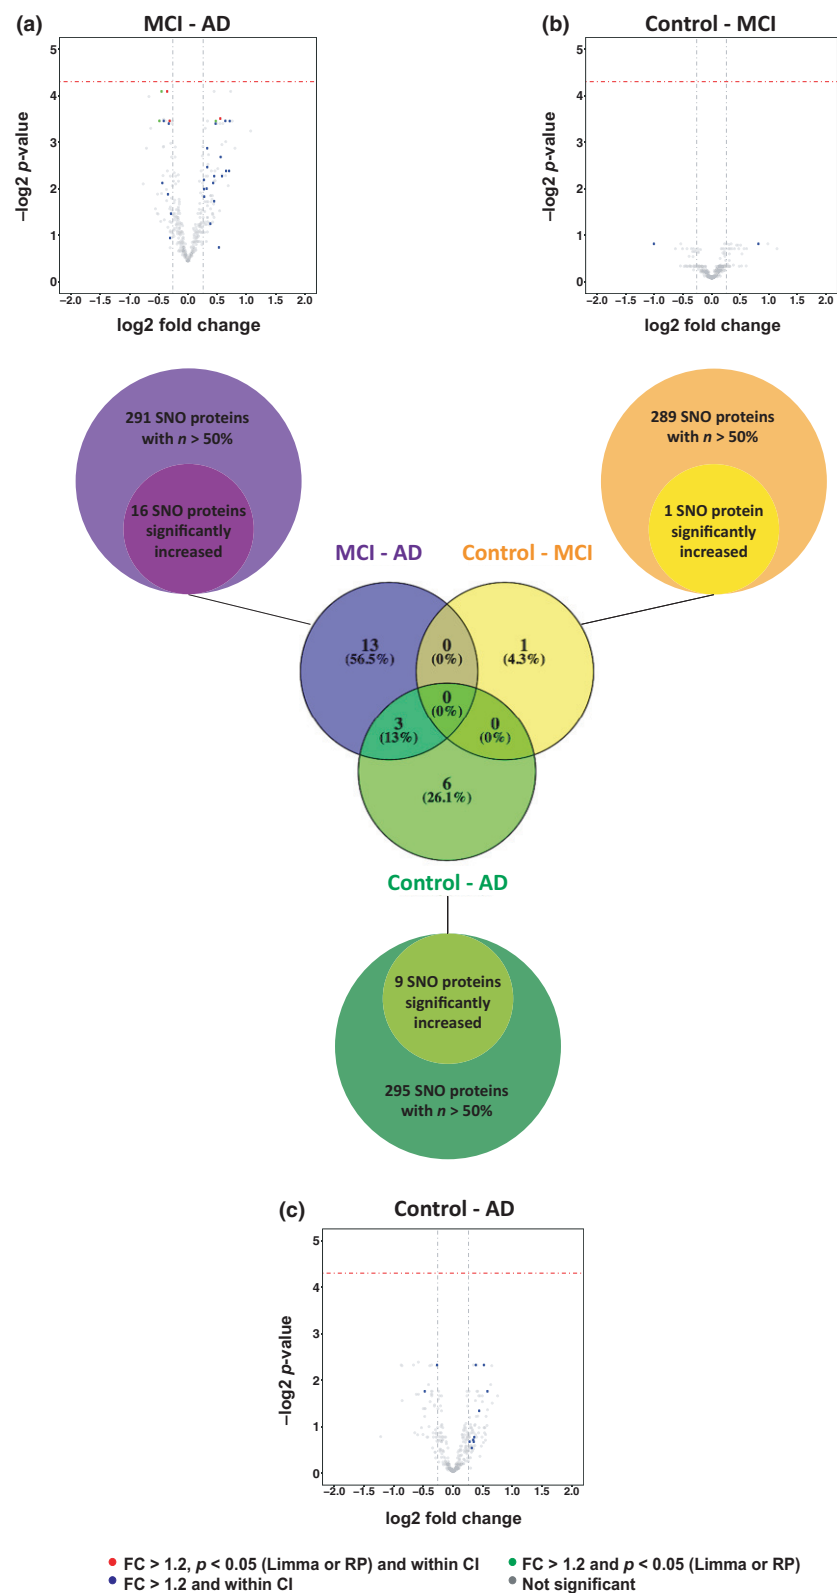 (a)
MCI - AD
5
4
3
2
1
0
−log2 p-value
−2.0 −1.5 −1.0 −0.5 0.0 0.5 1.0 1.5 2.0
log2 fold change
(b)
Control - MCI
5
4
3
2
1
0
−log2 p-value
−2.0 −1.5 −1.0 −0.5 0.0 0.5 1.0 1.5 2.0
log2 fold change
291 SNO proteins
with n > 50%
16 SNO proteins
significantly
increased
289 SNO proteins
with n > 50%
1 SNO protein
significantly
increased
MCI - AD
Control - MCI
13
(56.5%)
0
(0%)
1
(4.3%)
0
(0%)
3
(13%)
0
(0%)
6
(26.1%)
Control - AD
9 SNO proteins
significantly
increased
295 SNO proteins
with n > 50%
(c)
Control - AD
5
4
3
2
1
0
−log2 p-value
−2.0 −1.5 −1.0 −0.5 0.0 0.5 1.0 1.5 2.0
log2 fold change
FC > 1.2, p < 0.05 (Limma or RP) and within CI
FC > 1.2 and within CI
FC > 1.2 and p < 0.05 (Limma or RP)
Not significant